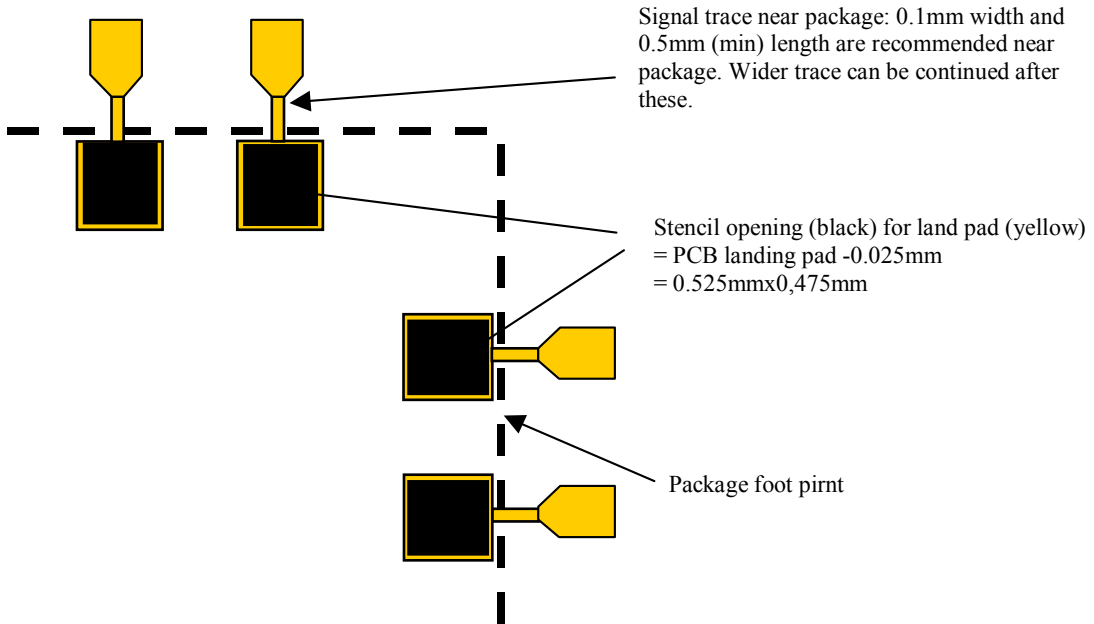 Signal trace near package: 0.1mm width and
0.5mm (min) length are recommended near
package. Wider trace can be continued after
these.
Stencil opening (black) for land pad (yellow)
= PCB landing pad -0.025mm
= 0.525mmx0,475mm
Package foot pirnt